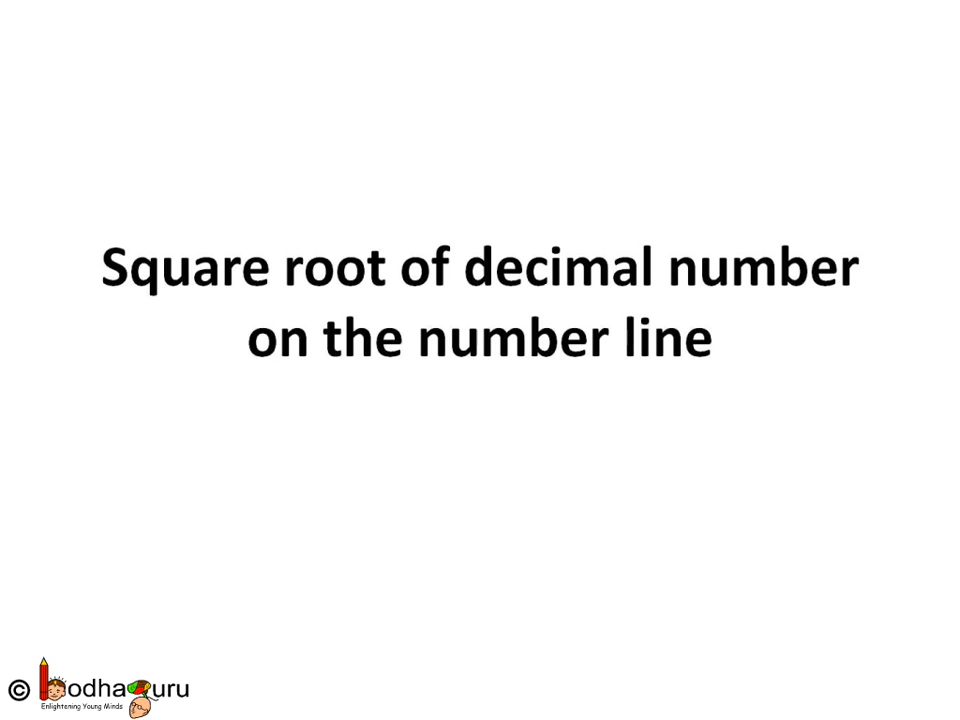 Square root of decimal number
on the number line
© bodhaguru
Enlightening Young Minds